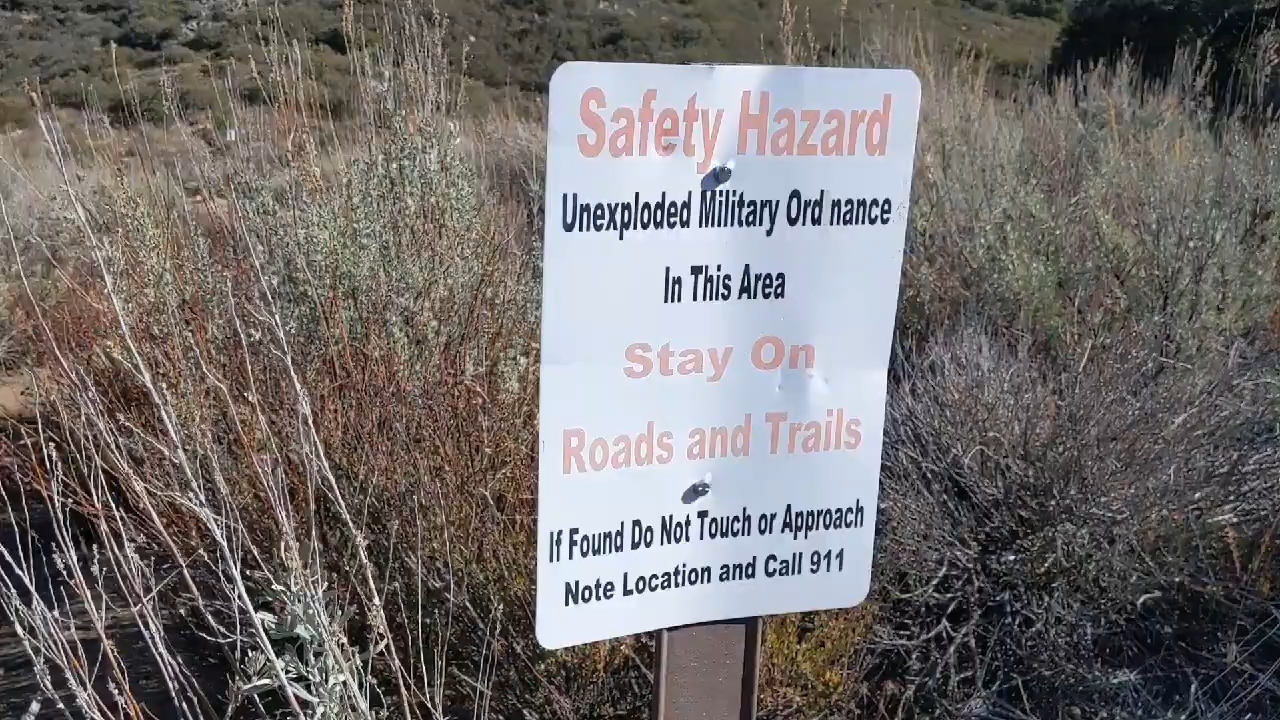 Safety Hazard
Unexploded Military Ord nance
In This Area
Stay On
Roads and Trails
If Found Do Not Touch or Approach
Note Location and Call 911